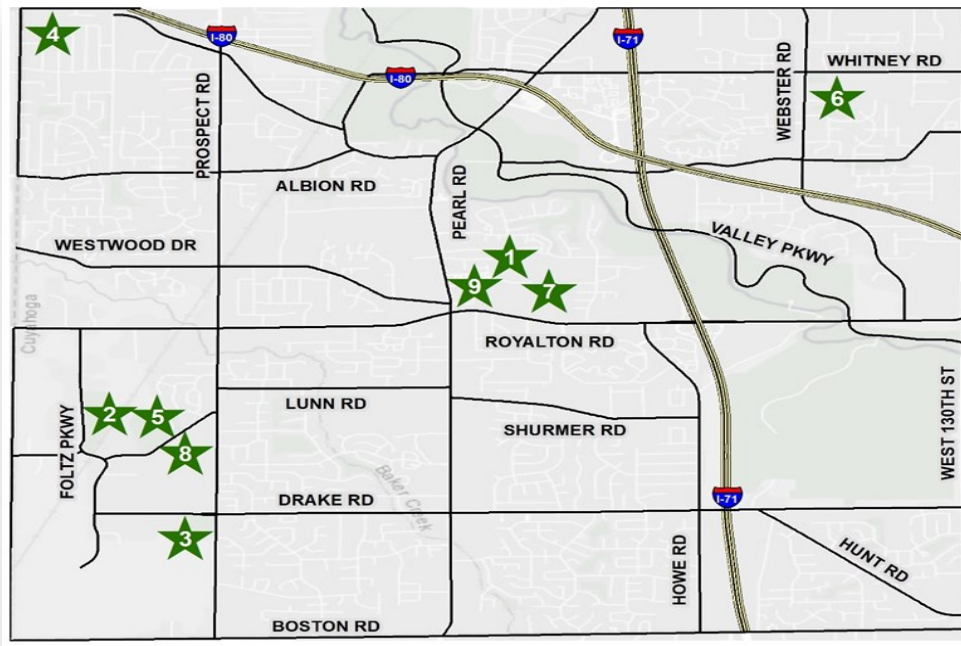 4
I-80
I-71
WEBSTER RD
WHITNEY RD
I-80
6
PROSPECT RD
ALBION RD
PEARL RD
WESTWOOD DR
VALLEY PKWY
1
9
7
Cuyahoga
ROYALTON RD
LUNN RD
2
5
SHURMER RD
FOLTZ PKWY
8
WEST 130TH ST
Baker Creek
DRAKE RD
I-71
3
HOWE RD
HUNT RD
BOSTON RD